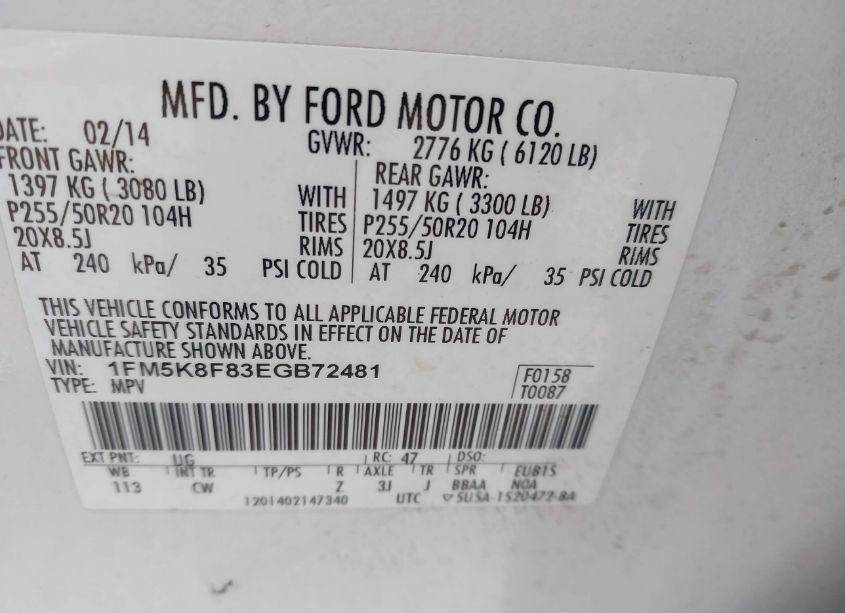 MFD. BY FORD MOTOR CO.
DATE: 02/14
GVWR: 2776 KG ( 6120 LB)
FRONT GAWR:
1397 KG ( 3080 LB) WITH
P255/50R20 104H TIRES
20X8.5J RIMS
AT 240 kPa/ 35 PSI COLD
REAR GAWR:
1497 KG ( 3300 LB) WITH
P255/50R20 104H TIRES
20X8.5J RIMS
AT 240 kPa/ 35 PSI COLD
THIS VEHICLE CONFORMS TO ALL APPLICABLE FEDERAL MOTOR
VEHICLE SAFETY STANDARDS IN EFFECT ON THE DATE OF
MANUFACTURE SHOWN ABOVE.
VIN: 1FM5K8F83EGB72481
TYPE: MPV
F0158
T0087
EXT PNT: UG RC: 47 DSO:
WB INT TR TP/PS R AXLE TR SPR EUBTS
113 CW Z 3J J BBAA NOA
1201402147340 UTC ▽5U5A-1520472-BA